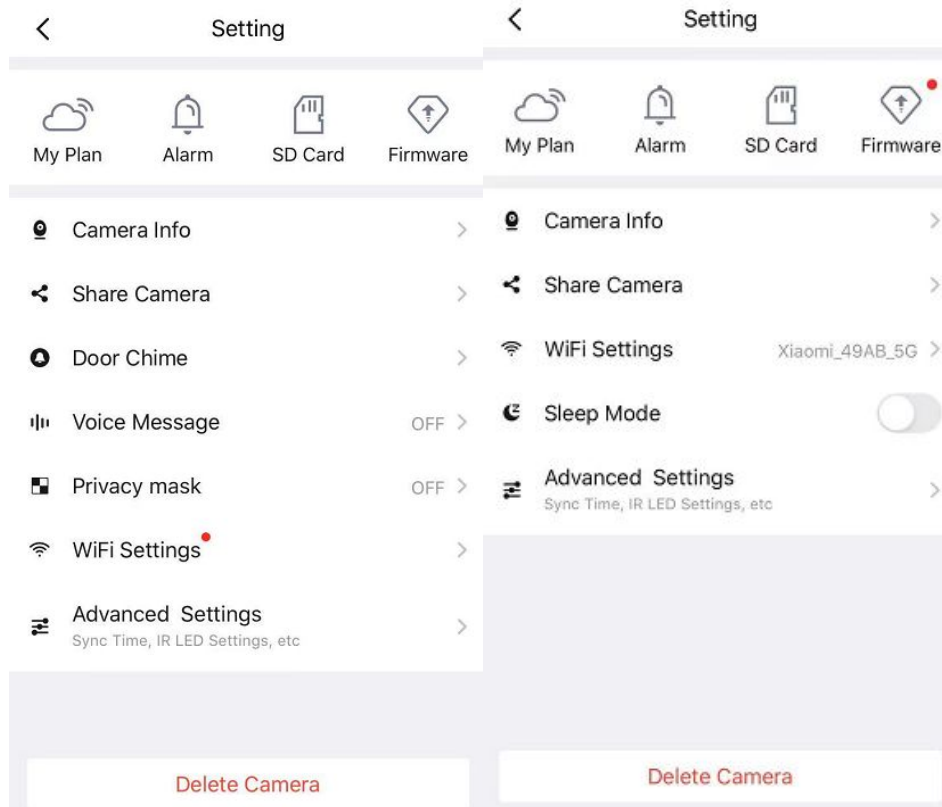 Setting
My Plan
Alarm
SD Card
Firmware
Camera Info
Share Camera
Door Chime
Voice Message OFF
Privacy mask OFF
WiFi Settings
Advanced Settings
Sync Time, IR LED Settings, etc
Delete Camera
Setting
My Plan
Alarm
SD Card
Firmware
Camera Info
Share Camera
WiFi Settings Xiaomi_49AB_5G
Sleep Mode
Advanced Settings
Sync Time, IR LED Settings, etc
Delete Camera